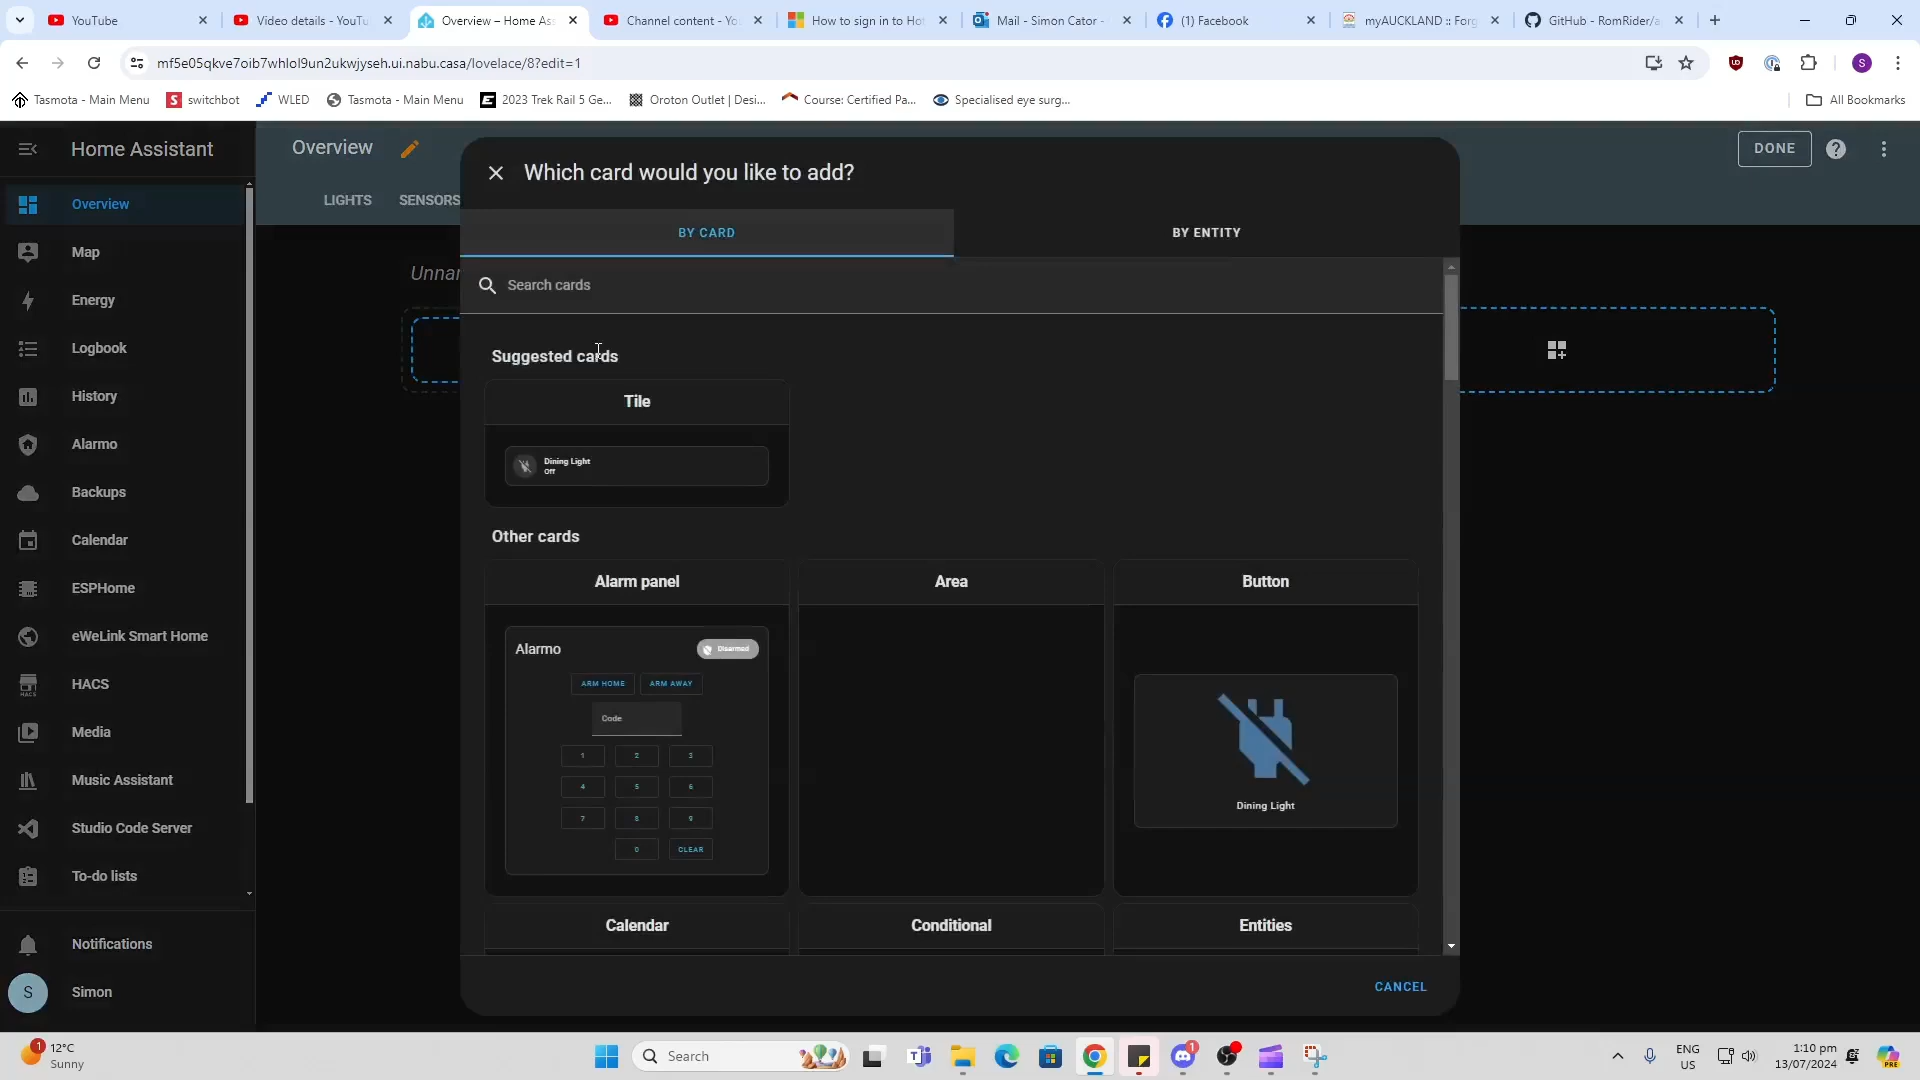 YouTube
Video details - YouTu
Overview – Home As
Channel content - Yo
How to sign in to Hot
Mail - Simon Cator -
(1) Facebook
myAUCKLAND :: Forg
GitHub - RomRider/a
mf5e05qkve7oib7whlol9un2ukwjyseh.ui.nabu.casa/lovelace/8?edit=1
S
Tasmota - Main Menu
switchbot
WLED
Tasmota - Main Menu
2023 Trek Rail 5 Ge...
Oroton Outlet | Desi...
Course: Certified Pa...
Specialised eye surg...
All Bookmarks
Home Assistant
Overview
DONE
LIGHTS
SENSORS
Unnar
Overview
Map
Energy
Logbook
History
Alarmo
Backups
Calendar
ESPHome
eWeLink Smart Home
HACS
Media
Music Assistant
Studio Code Server
To-do lists
Notifications
S
Simon
Which card would you like to add?
BY CARD
BY ENTITY
Search cards
Suggested cards
Tile
Dining Light
Off
Other cards
Alarm panel
Area
Button
Alarmo
Disarmed
ARM HOME
ARM AWAY
Code
1
2
3
4
5
6
7
8
9
0
CLEAR
Dining Light
Calendar
Conditional
Entities
CANCEL
1
12°C
Sunny
Search
1
ENG
US
1:10 pm
13/07/2024
PRE